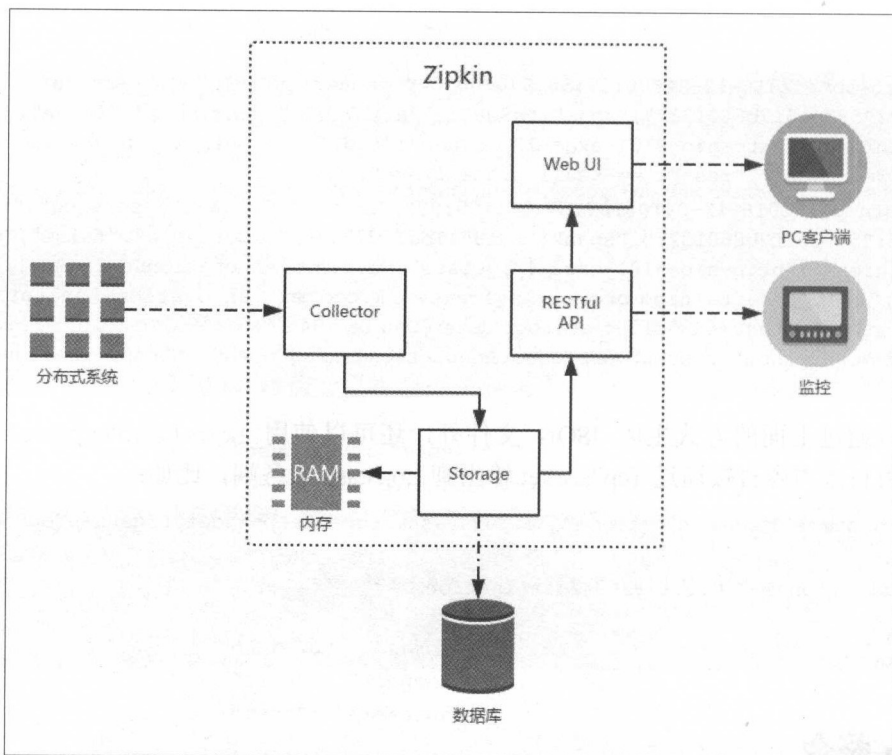 Zipkin
Web UI
PC客户端
Collector
RESTful
API
分布式系统
监控
RAM
Storage
内存
数据库